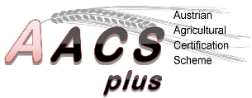 AACS
plus
Austrian
Agricultural
Certification
Scheme